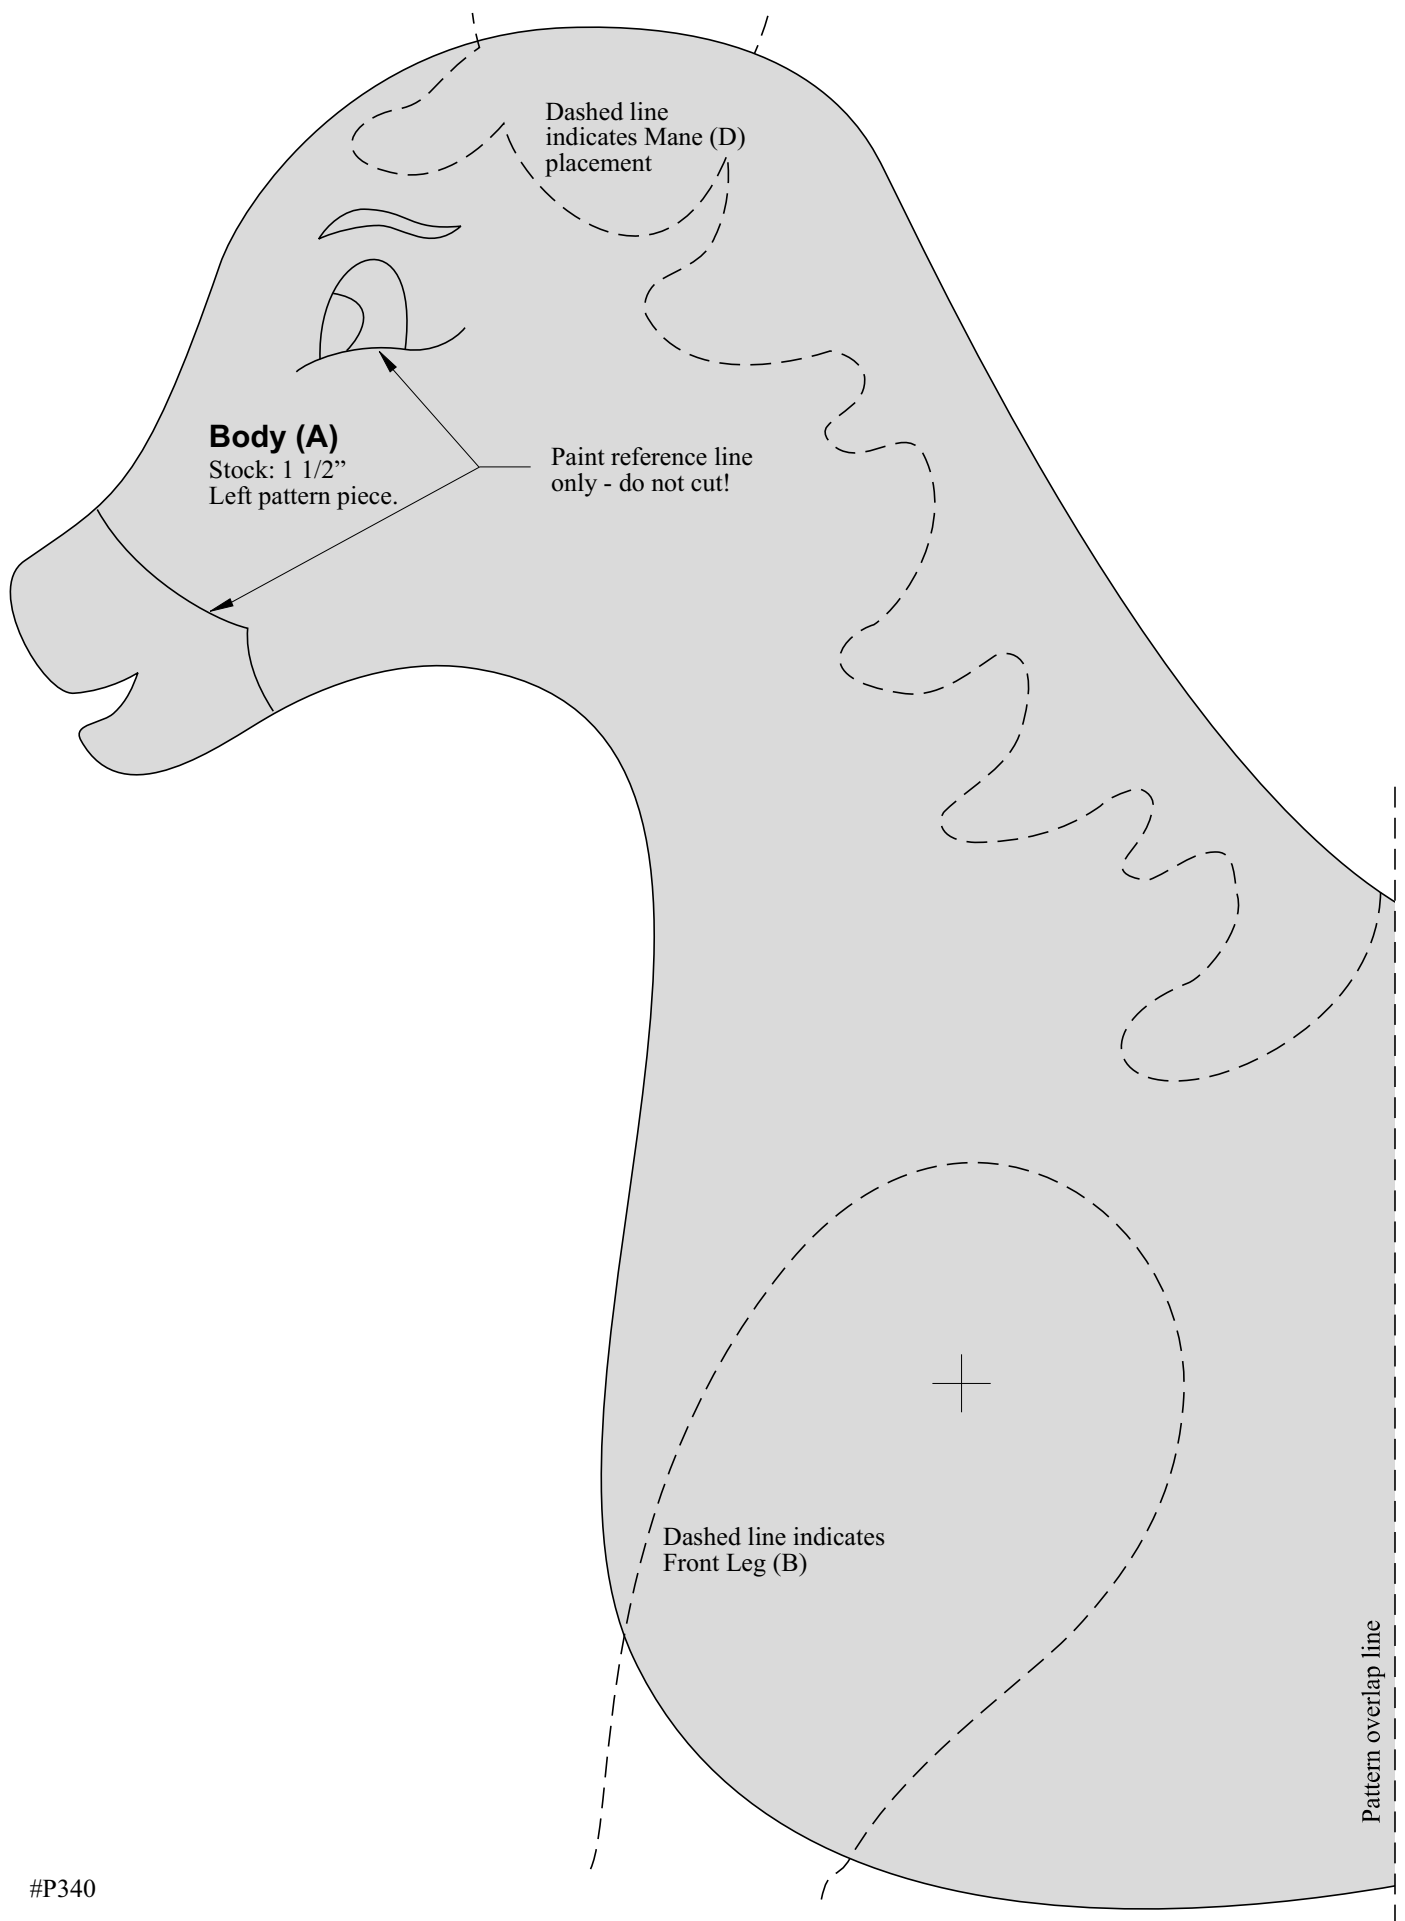 Dashed line
indicates Mane (D)
placement
Body (A)
Stock: 1 1/2”
Left pattern piece.
Paint reference line
only - do not cut!
Dashed line indicates
Front Leg (B)
Pattern overlap line
#P340